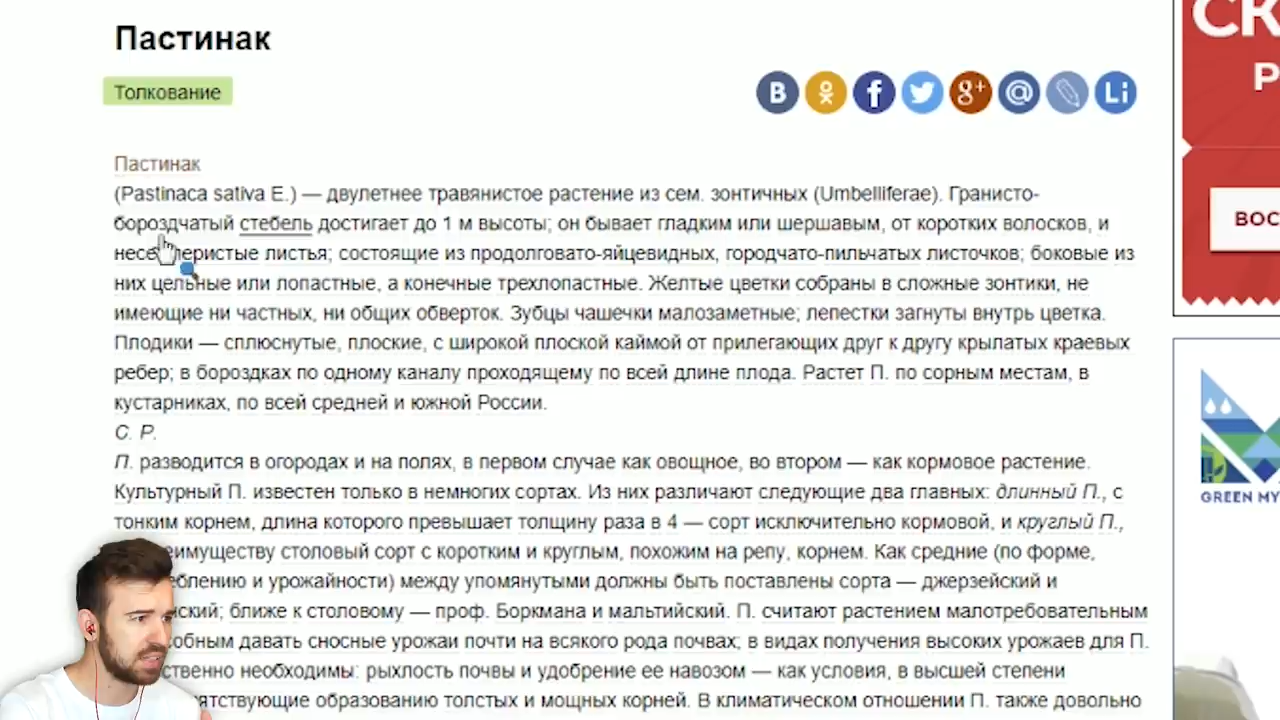 Пастинак
Толкование
Пастинак
(Pastinaca sativa E.) — двулетнее травянистое растение из сем. зонтичных (Umbelliferae). Гранисто-
бороздчатый стебель достигает до 1 м высоты; он бывает гладким или шершавым, от коротких волосков, и
перистые листья; состоящие из продолговато-яйцевидных, городчато-пильчатых листочков; боковые из
них цельные или лопастные, а конечные трехлопастные. Желтые цветки собраны в сложные зонтики, не
имеющие ни частных, ни общих обверток. Зубцы чашечки малозаметные; лепестки загнуты внутрь цветка.
Плодики — сплюснутые, плоские, с широкой плоской каймой от прилегающих друг к другу крылатых краевых
ребер; в бороздках по одному каналу проходящему по всей длине плода. Растет П. по сорным местам, в
кустарниках, по всей средней и южной России.
С. Р.
П. разводится в огородах и на полях, в первом случае как овощное, во втором — как кормовое растение.
Культурный П. известен только в немногих сортах. Из них различают следующие два главных: длинный П., с
тонким корнем, длина которого превышает толщину раза в 4 — сорт исключительно кормовой, и круглый П.,
еимуществу столовый сорт с коротким и круглым, похожим на репу, корнем. Как средние (по форме,
еблению и урожайности) между упомянутыми должны быть поставлены сорта — джерзейский и
ский; ближе к столовому — проф. Боркмана и мальтийский. П. считают растением малотребовательным
собным давать сносные урожаи почти на всякого рода почвах; в видах получения высоких урожаев для П.
ственно необходимы: рыхлость почвы и удобрение ее навозом — как условия, в высшей степени
ятствующие образованию толстых и мощных корней. В климатическом отношении П. также довольно
В
f
g+
@
Li
СК
Р
ВОС
GREEN MY